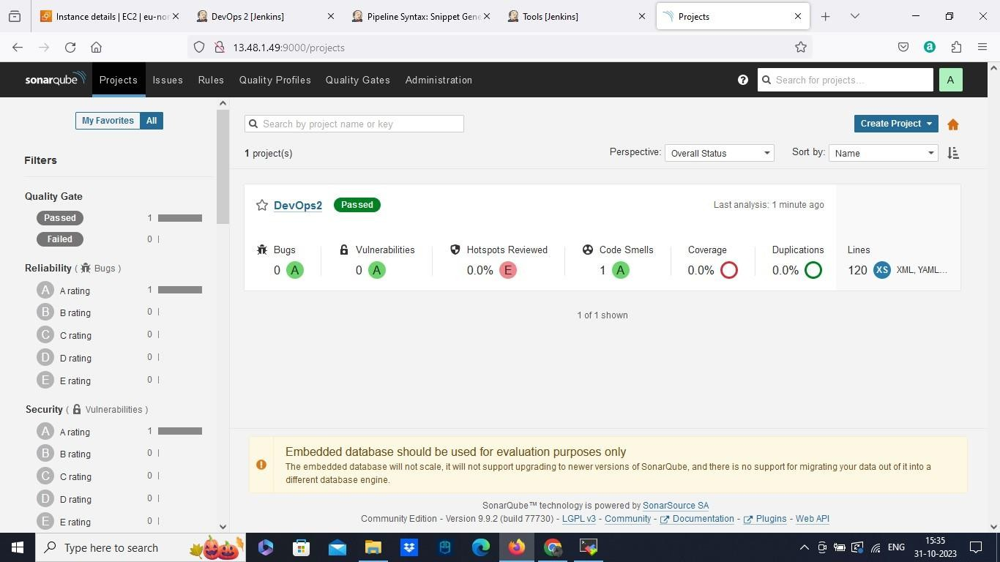 Instance details | EC2 | eu-nor
DevOps 2 [Jenkins]
Pipeline Syntax: Snippet Gene
Tools [Jenkins]
Projects
13.48.1.49:9000/projects
a
sonarqube
Projects
Issues
Rules
Quality Profiles
Quality Gates
Administration
?
Search for projects...
A
My Favorites
All
Search by project name or key
Create Project
1 project(s)
Perspective:
Overall Status
Sort by:
Name
Filters
Quality Gate
Passed 1
Failed 0
Reliability ( Bugs )
A A rating 1
B B rating 0
C C rating 0
D D rating 0
E E rating 0
Security ( Vulnerabilities )
A A rating 1
B B rating 0
C C rating 0
D D rating 0
E E rating 0
DevOps2
Passed
Last analysis: 1 minute ago
Bugs
0 A
Vulnerabilities
0 A
Hotspots Reviewed
0.0% E
Code Smells
1 A
Coverage
0.0%
Duplications
0.0%
Lines
120 XS XML, YAML...
1 of 1 shown
Embedded database should be used for evaluation purposes only
The embedded database will not scale, it will not support upgrading to newer versions of SonarQube, and there is no support for migrating your data out of it into a
different database engine.
SonarQube™ technology is powered by SonarSource SA
Community Edition - Version 9.9.2 (build 77730) - LGPL v3 - Community - Documentation - Plugins - Web API
Type here to search
ENG
15:35
31-10-2023